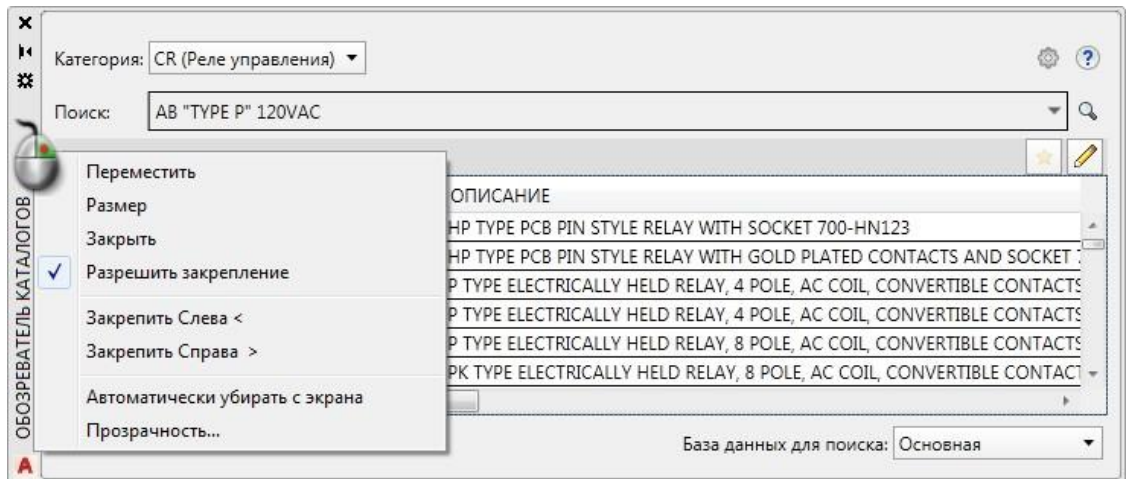 Категория: CR (Реле управления)
Поиск: AB "TYPE P" 120VAC
Переместить
Размер
Закрыть
Разрешить закрепление
Закрепить Слева <
Закрепить Справа >
Автоматически убирать с экрана
Прозрачность...
ОПИСАНИЕ
HP TYPE PCB PIN STYLE RELAY WITH SOCKET 700-HN123
HP TYPE PCB PIN STYLE RELAY WITH GOLD PLATED CONTACTS AND SOCKET
P TYPE ELECTRICALLY HELD RELAY, 4 POLE, AC COIL, CONVERTIBLE CONTACTS
P TYPE ELECTRICALLY HELD RELAY, 4 POLE, AC COIL, CONVERTIBLE CONTACTS
P TYPE ELECTRICALLY HELD RELAY, 8 POLE, AC COIL, CONVERTIBLE CONTACTS
PK TYPE ELECTRICALLY HELD RELAY, 8 POLE, AC COIL, CONVERTIBLE CONTACT
База данных для поиска: Основная
ОБОЗРЕВАТЕЛЬ КАТАЛОГОВ